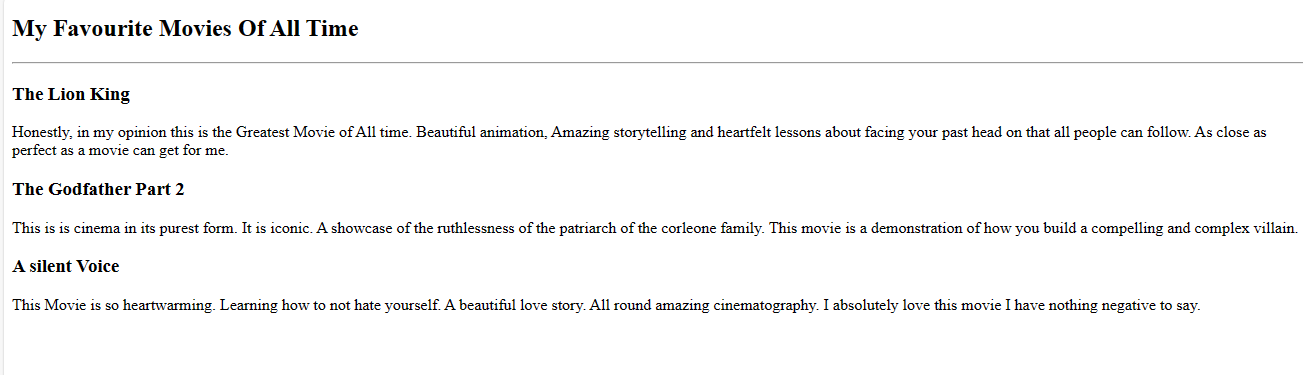 My Favourite Movies Of All Time
The Lion King
Honestly, in my opinion this is the Greatest Movie of All time. Beautiful animation, Amazing storytelling and heartfelt lessons about facing your past head on that all people can follow. As close as
perfect as a movie can get for me.
The Godfather Part 2
This is is cinema in its purest form. It is iconic. A showcase of the ruthlessness of the patriarch of the corleone family. This movie is a demonstration of how you build a compelling and complex villain.
A silent Voice
This Movie is so heartwarming. Learning how to not hate yourself. A beautiful love story. All round amazing cinematography. I absolutely love this movie I have nothing negative to say.